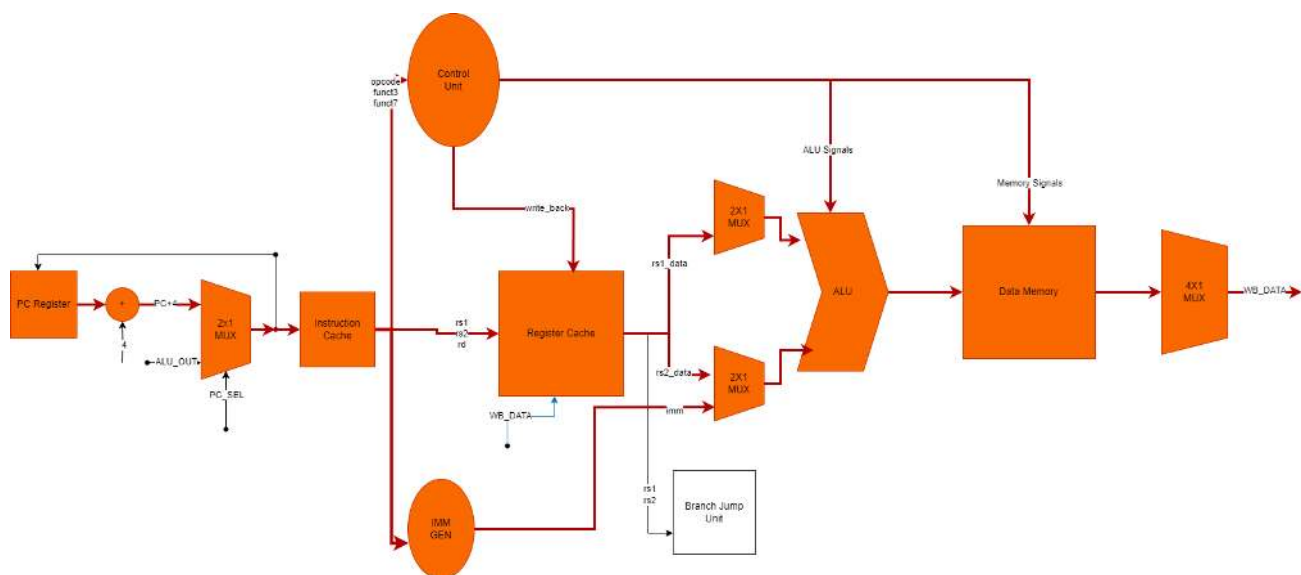 Control
Unit
opcode
funct3
funct7
ALU Signals
Memory Signals
write_back
2X1
MUX
rs1_data
PC Register
+
PC+4
4
ALU_OUT
2x1
MUX
PC_SEL
Instruction
Cache
rs1
rs2
rd
Register Cache
WB_DATA
rs2_data
2X1
MUX
imm
ALU
Data Memory
4X1
MUX
WB_DATA
rs1
rs2
Branch Jump
Unit
IMM
GEN